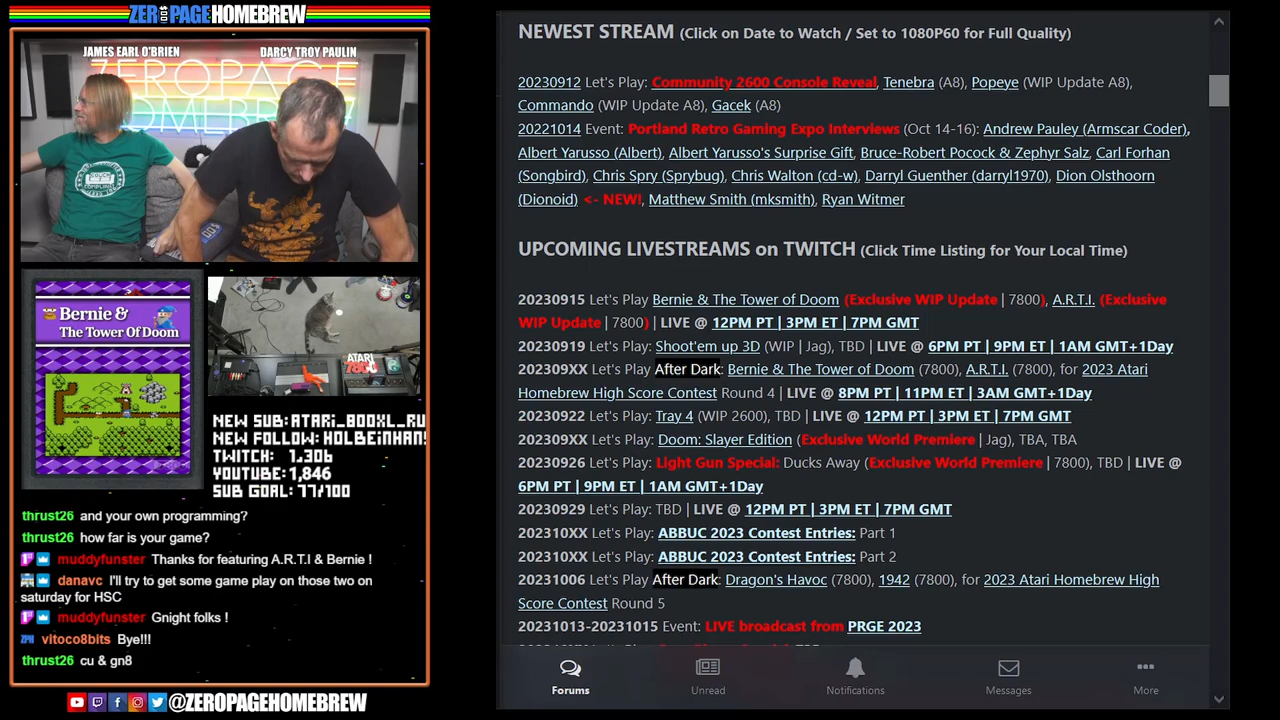 ZEROPAGEHOMEBREW
JAMES EARL O'BRIEN
DARCY TROY PAULIN
ZEROPAGE
HOMEBREW
Bernie &
The Tower Of Doom
ATARI
7800
NEW SUB:ATARI_800XL_RU
NEW FOLLOW:HOLBEINHANS
TWITCH: 1,306
YOUTUBE: 1,846
SUB GOAL: 77/100
thrust26 and your own programming?
thrust26 how far is your game?
muddyfunster Thanks for featuring A.R.T.I & Bernie !
danavc I'll try to get some game play on those two on
saturday for HSC
muddyfunster Gnight folks !
vitoco8bits Bye!!!
thrust26 cu & gn8
@ZEROPAGEHOMEBREW
NEWEST STREAM (Click on Date to Watch / Set to 1080P60 for Full Quality)
20230912 Let's Play: Community 2600 Console Reveal, Tenebra (A8), Popeye (WIP Update A8),
Commando (WIP Update A8), Gacek (A8)
20221014 Event: Portland Retro Gaming Expo Interviews (Oct 14-16): Andrew Pauley (Armscar Coder),
Albert Yarusso (Albert), Albert Yarusso's Surprise Gift, Bruce-Robert Pocock & Zephyr Salz, Carl Forhan
(Songbird), Chris Spry (Sprybug), Chris Walton (cd-w), Darryl Guenther (darryl1970), Dion Olsthoorn
(Dionoid) <- NEW!, Matthew Smith (mksmith), Ryan Witmer
UPCOMING LIVESTREAMS on TWITCH (Click Time Listing for Your Local Time)
20230915 Let's Play Bernie & The Tower of Doom (Exclusive WIP Update | 7800), A.R.T.I. (Exclusive
WIP Update | 7800) | LIVE @ 12PM PT | 3PM ET | 7PM GMT
20230919 Let's Play: Shoot'em up 3D (WIP | Jag), TBD | LIVE @ 6PM PT | 9PM ET | 1AM GMT+1Day
202309XX Let's Play After Dark: Bernie & The Tower of Doom (7800), A.R.T.I. (7800), for 2023 Atari
Homebrew High Score Contest Round 4 | LIVE @ 8PM PT | 11PM ET | 3AM GMT+1Day
20230922 Let's Play: Tray 4 (WIP 2600), TBD | LIVE @ 12PM PT | 3PM ET | 7PM GMT
202309XX Let's Play: Doom: Slayer Edition (Exclusive World Premiere | Jag), TBA, TBA
20230926 Let's Play: Light Gun Special: Ducks Away (Exclusive World Premiere | 7800), TBD | LIVE @
6PM PT | 9PM ET | 1AM GMT+1Day
20230929 Let's Play: TBD | LIVE @ 12PM PT | 3PM ET | 7PM GMT
202310XX Let's Play: ABBUC 2023 Contest Entries: Part 1
202310XX Let's Play: ABBUC 2023 Contest Entries: Part 2
20231006 Let's Play After Dark: Dragon's Havoc (7800), 1942 (7800), for 2023 Atari Homebrew High
Score Contest Round 5
20231013-20231015 Event: LIVE broadcast from PRGE 2023
Forums
Unread
Notifications
Messages
More